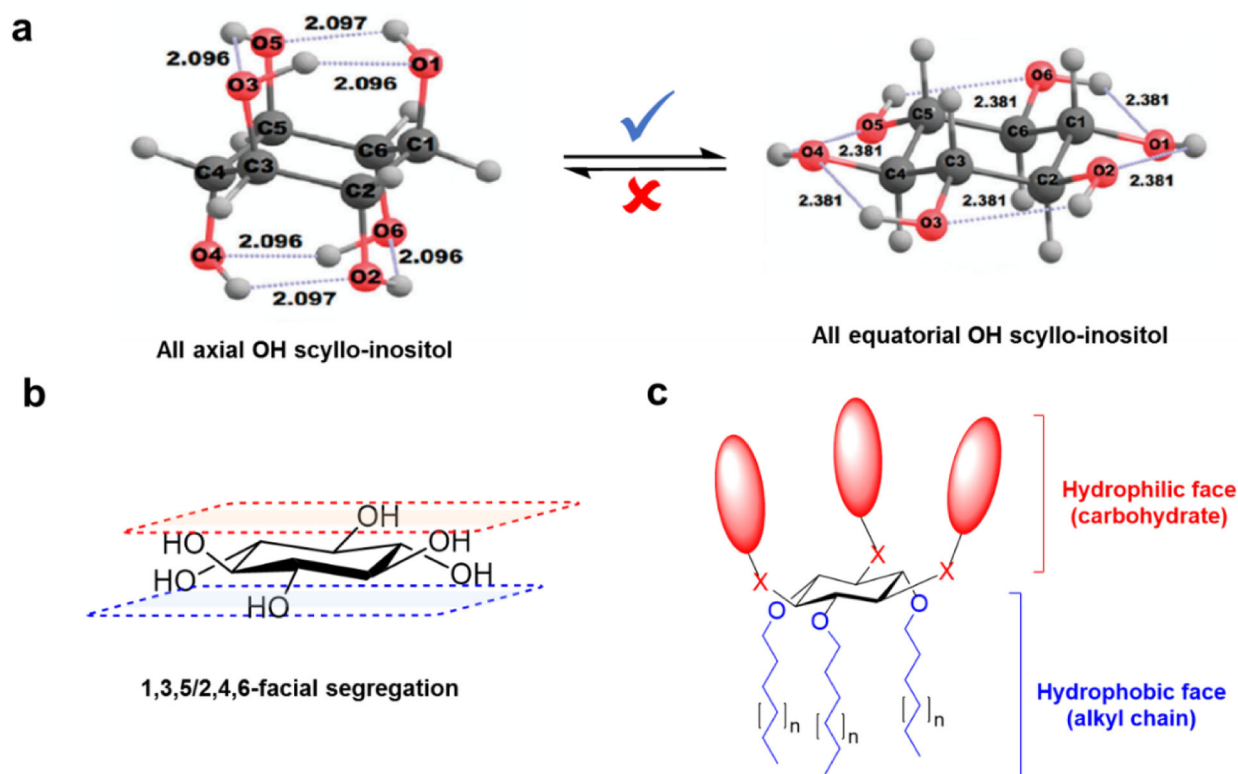 a
2.097
O5
O1
2.096
O3
2.096
C5
C6
C1
C4
C3
C2
O6
O4
2.096
2.096
O2
2.097
All axial OH scyllo-inositol
O6
2.381
2.381
C5
C1
O5
C6
O4
2.381
C3
O1
C4
C2
O2
2.381
2.381
2.381
O3
All equatorial OH scyllo-inositol
b
OH
HO
OH
HO
OH
HO
1,3,5/2,4,6-facial segregation
c
Hydrophilic face
(carbohydrate)
X
X
X
O
O
O
[ ]n
[ ]n
[ ]n
Hydrophobic face
(alkyl chain)